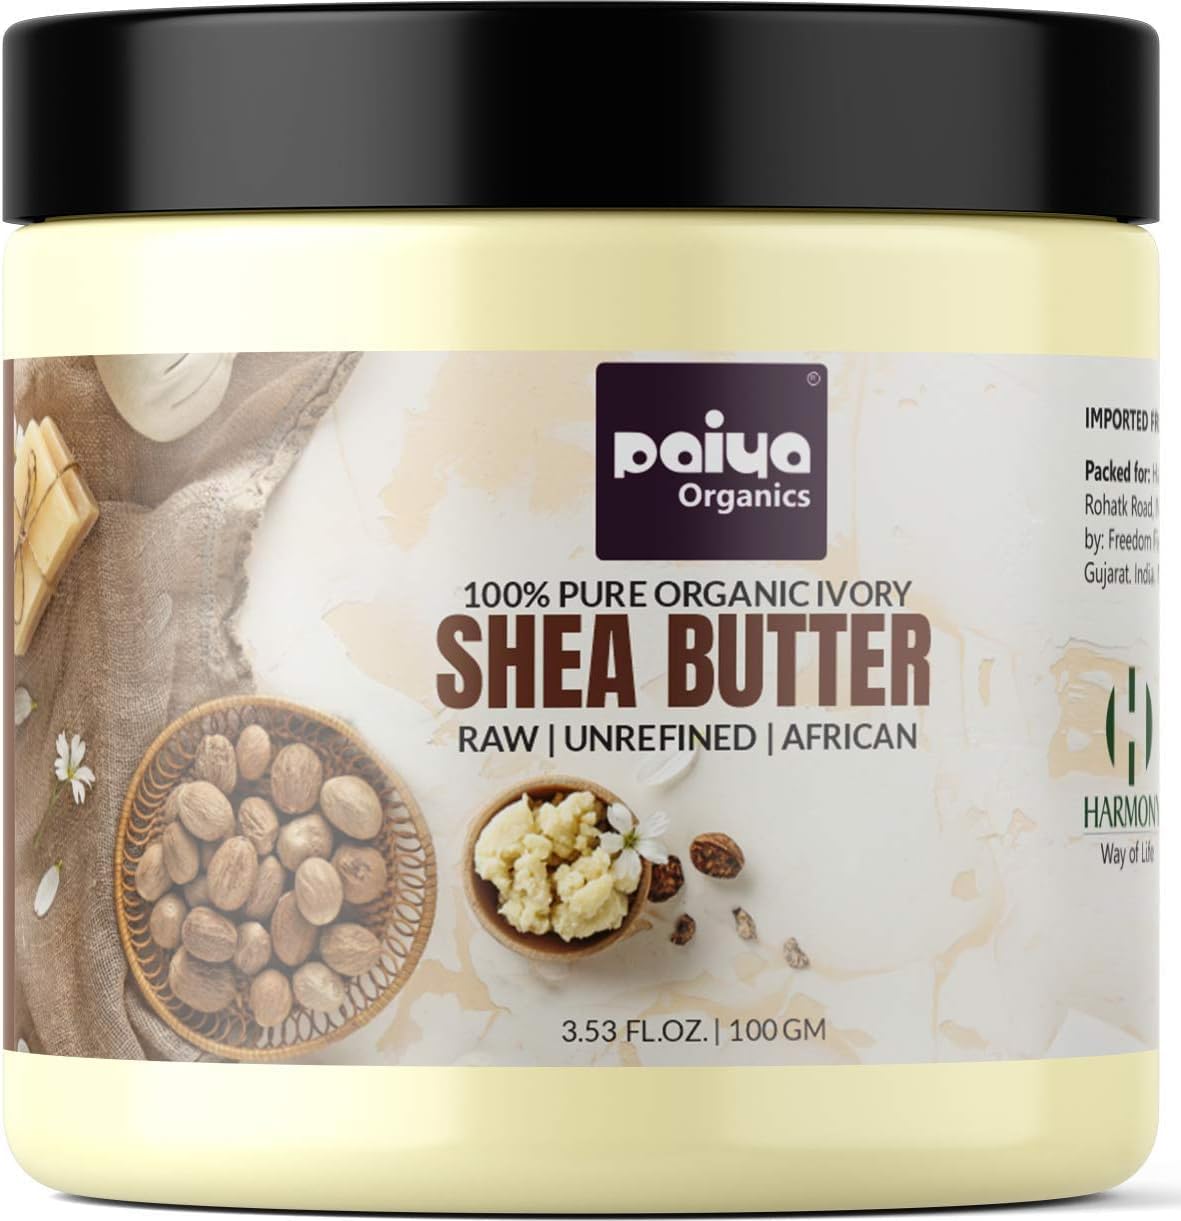 paiya
®
Organics
100% PURE ORGANIC IVORY
SHEA BUTTER
RAW | UNREFINED | AFRICAN
3.53 FL.OZ. | 100 GM
IMPORTED
Packed for:
Rohatk Road,
by: Freedom
Gujarat. India.
HARMONY
Way of Life